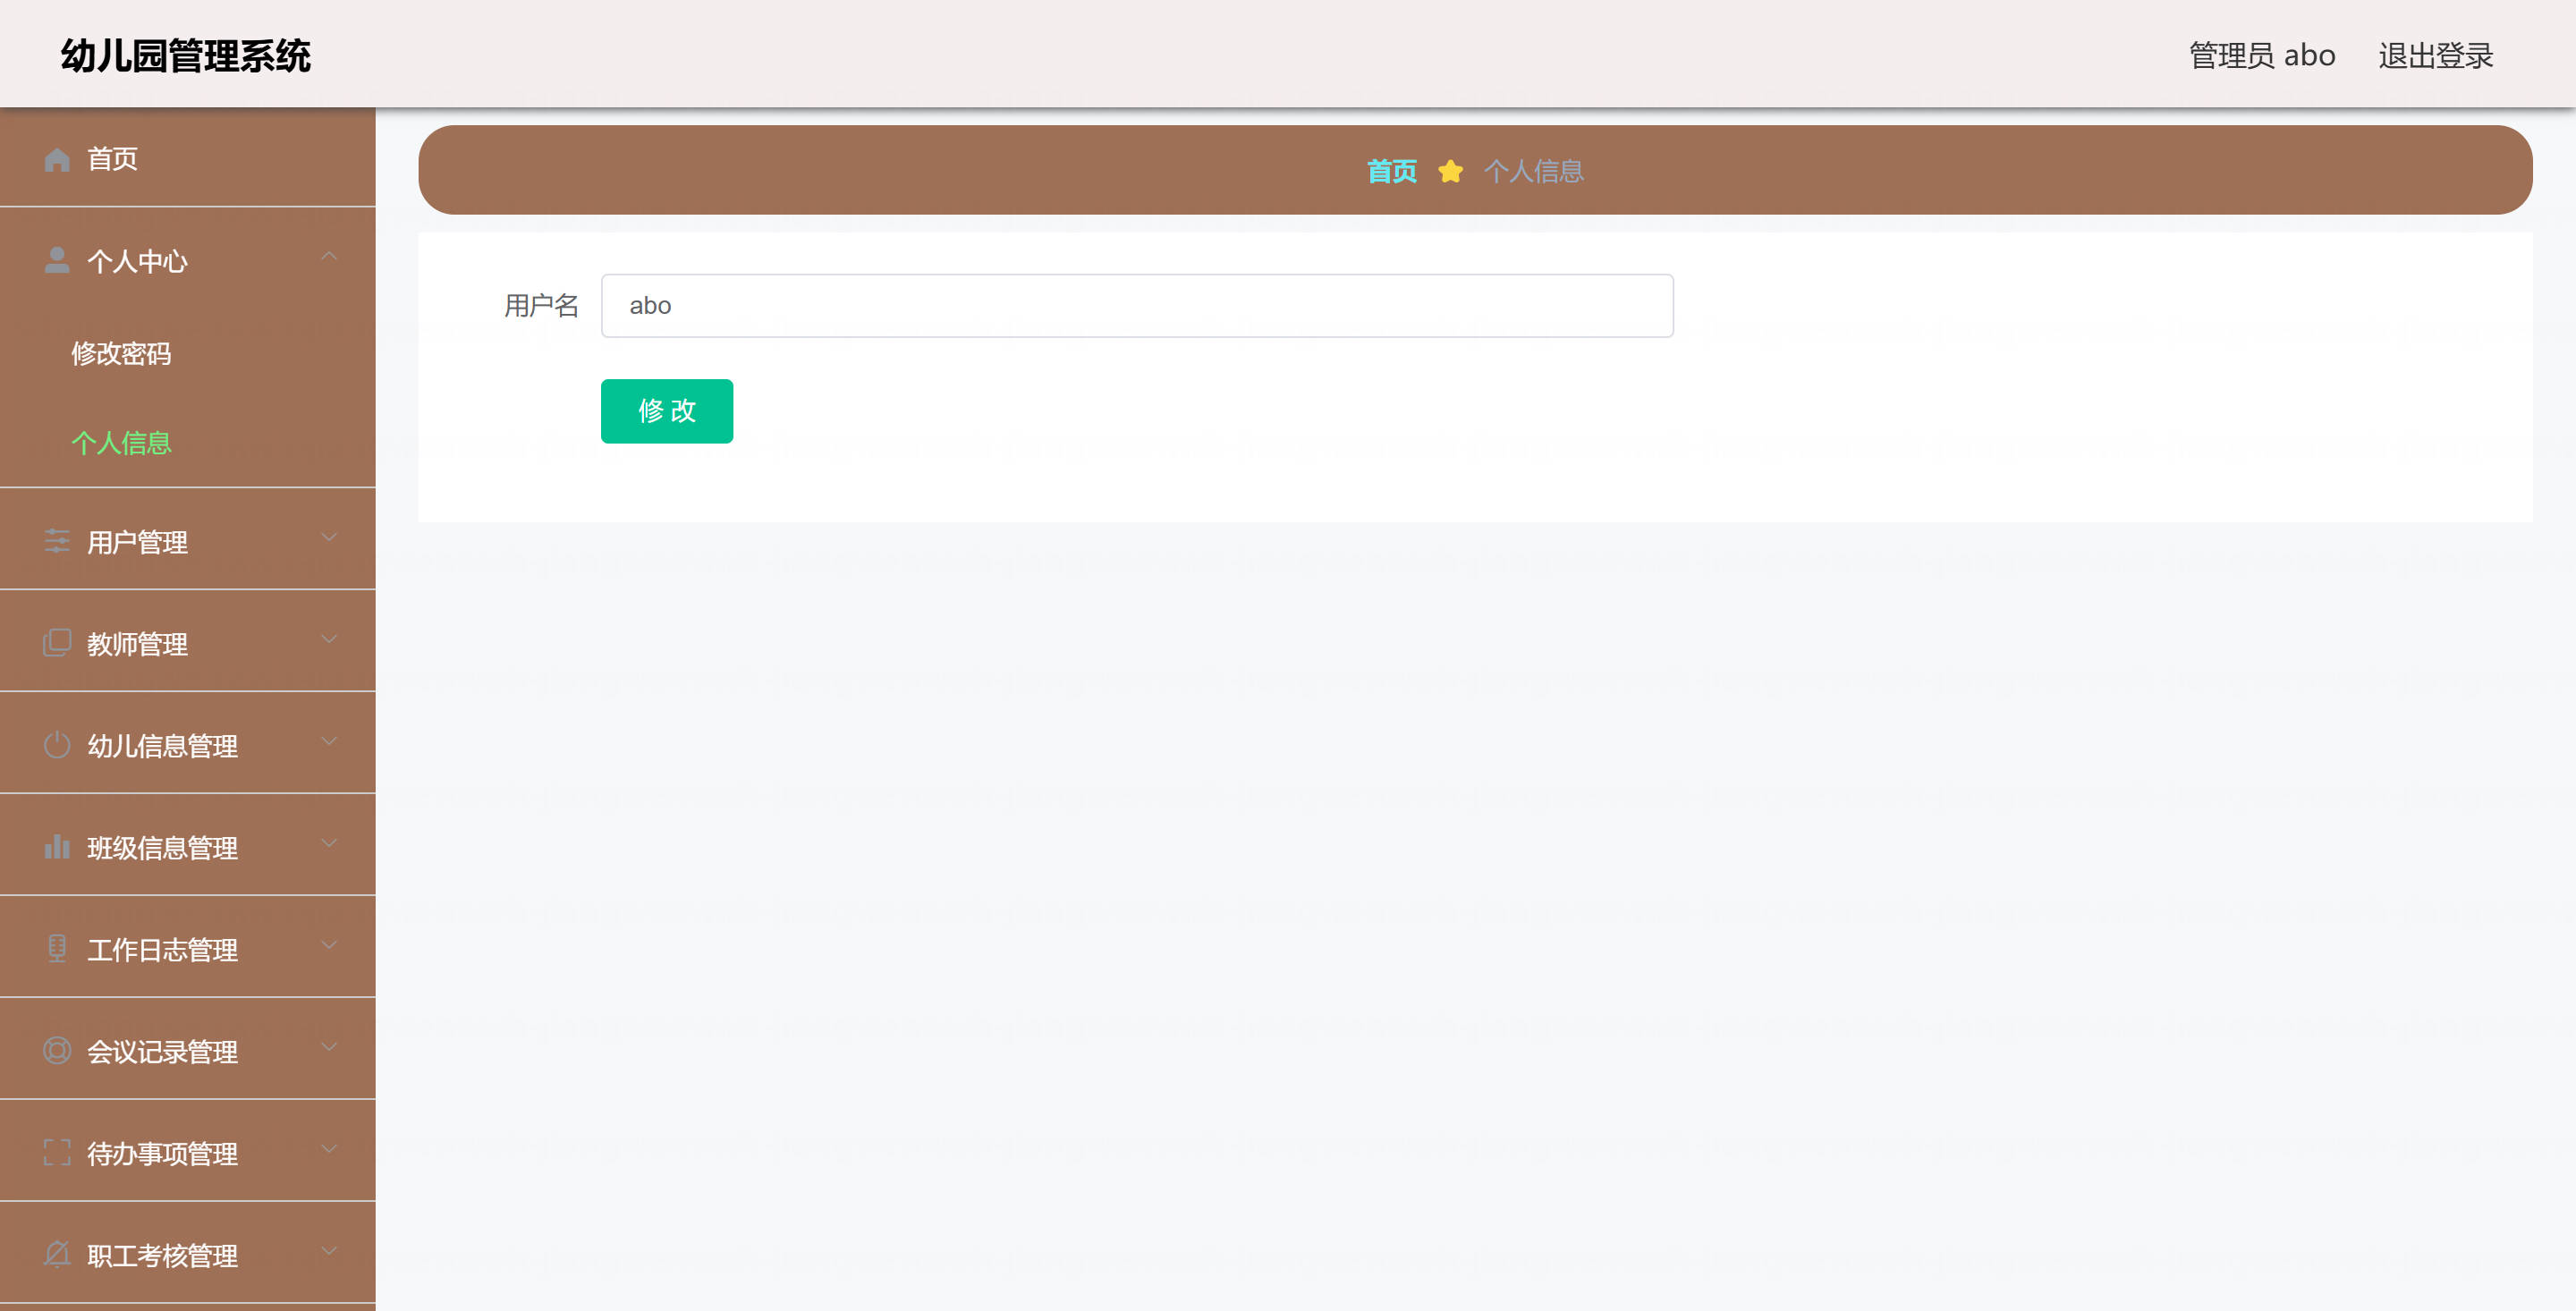 幼儿园管理系统
管理员 abo 退出登录
首页
首页 个人信息
个人中心
用户名 abo
修改密码
修 改
个人信息
用户管理
教师管理
幼儿信息管理
班级信息管理
工作日志管理
会议记录管理
待办事项管理
职工考核管理